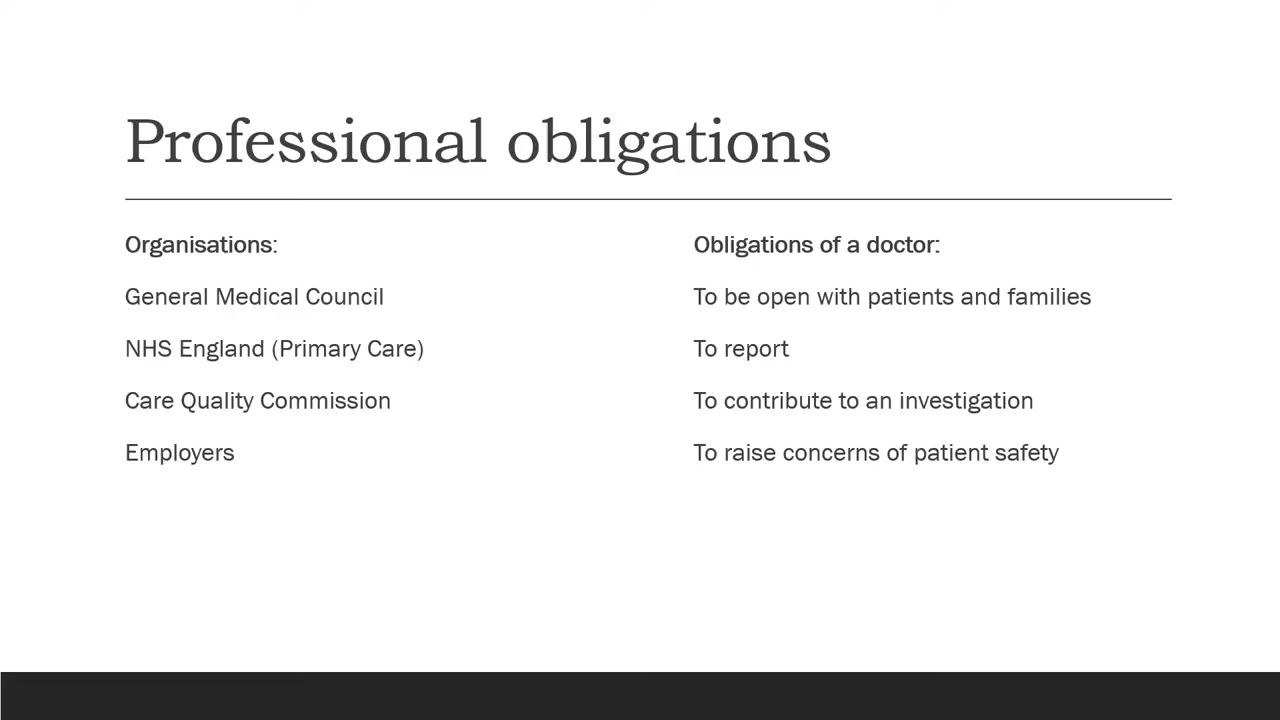 Professional obligations
Organisations:
General Medical Council
NHS England (Primary Care)
Care Quality Commission
Employers
Obligations of a doctor:
To be open with patients and families
To report
To contribute to an investigation
To raise concerns of patient safety